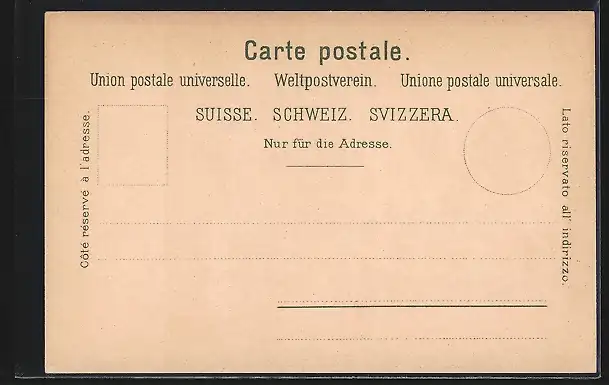 Carte postale.
Union postale universelle. Weltpostverein. Unione postale universale.
SUISSE. SCHWEIZ. SVIZZERA.
Nur für die Adresse.
Côté réservé à l'adresse.
Lato riservato all' indirizzo.